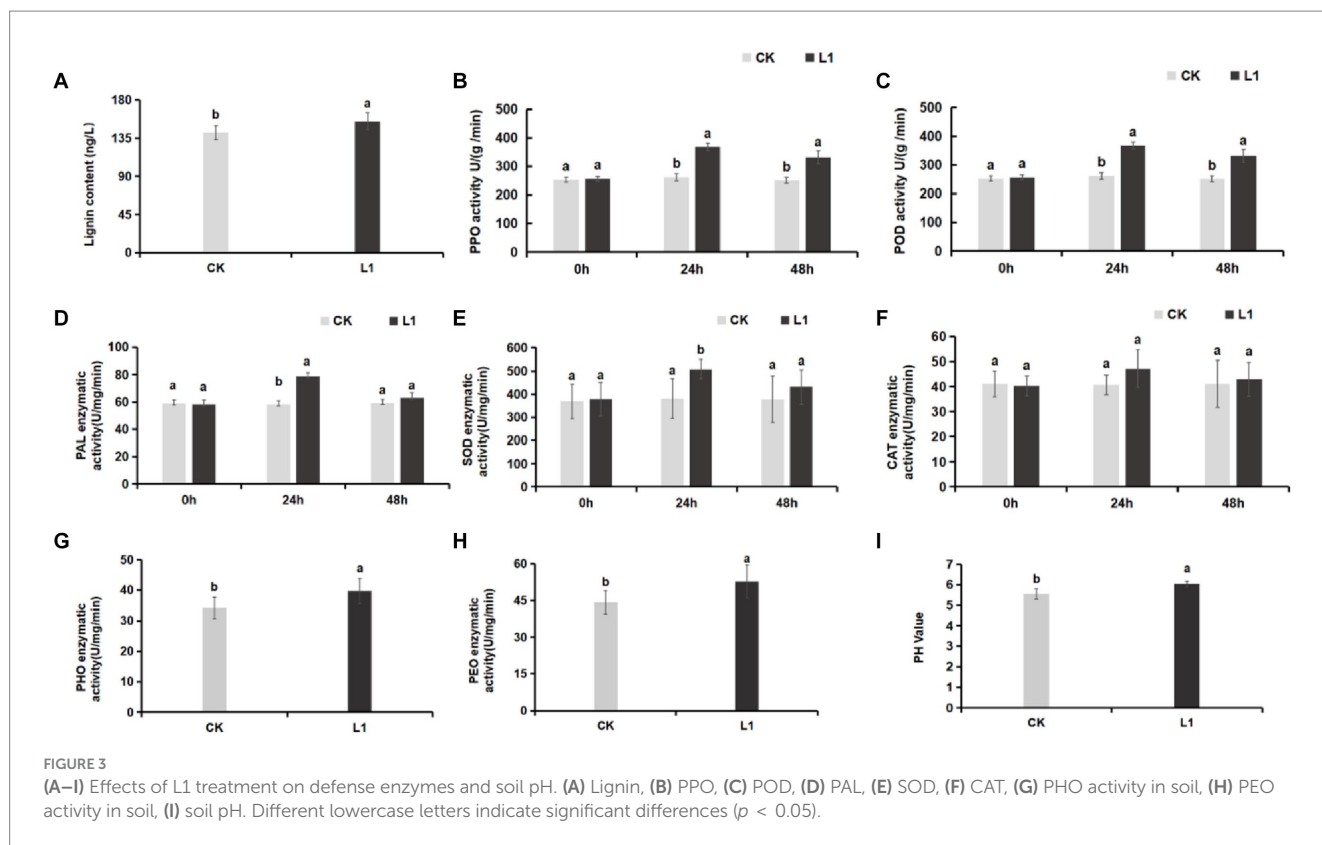 A
Lignin content (ng/L)
180
135
90
45
0
b
a
CK
L1
B
CK
L1
PPO activity U/(g /min)
500
400
300
200
100
0
a
a
b
a
b
a
0h
24h
48h
C
CK
L1
POD activity U/(g /min)
500
400
300
200
100
0
a
a
b
a
b
a
0h
24h
48h
D
CK
L1
PAL enzymatic
activity(U/mg/min)
100
80
60
40
20
0
a
a
b
a
a
a
0h
24h
48h
E
CK
L1
SOD enzymatic
activity(U/mg/min)
600
500
400
300
200
100
0
a
a
a
b
a
a
0h
24h
48h
F
CK
L1
CAT enzymatic
activity(U/mg/min)
60
50
40
30
20
10
0
a
a
a
a
a
a
0h
24h
48h
G
PHO enzymatic
activity(U/mg/min)
50
40
30
20
10
0
b
a
CK
L1
H
PEO enzymatic
activity(U/mg/min)
60
45
30
15
0
b
a
CK
L1
I
PH Value
7
6
5
4
3
2
1
0
b
a
CK
L1
FIGURE 3
(A–I) Effects of L1 treatment on defense enzymes and soil pH. (A) Lignin, (B) PPO, (C) POD, (D) PAL, (E) SOD, (F) CAT, (G) PHO activity in soil, (H) PEO
activity in soil, (I) soil pH. Different lowercase letters indicate significant differences (p < 0.05).